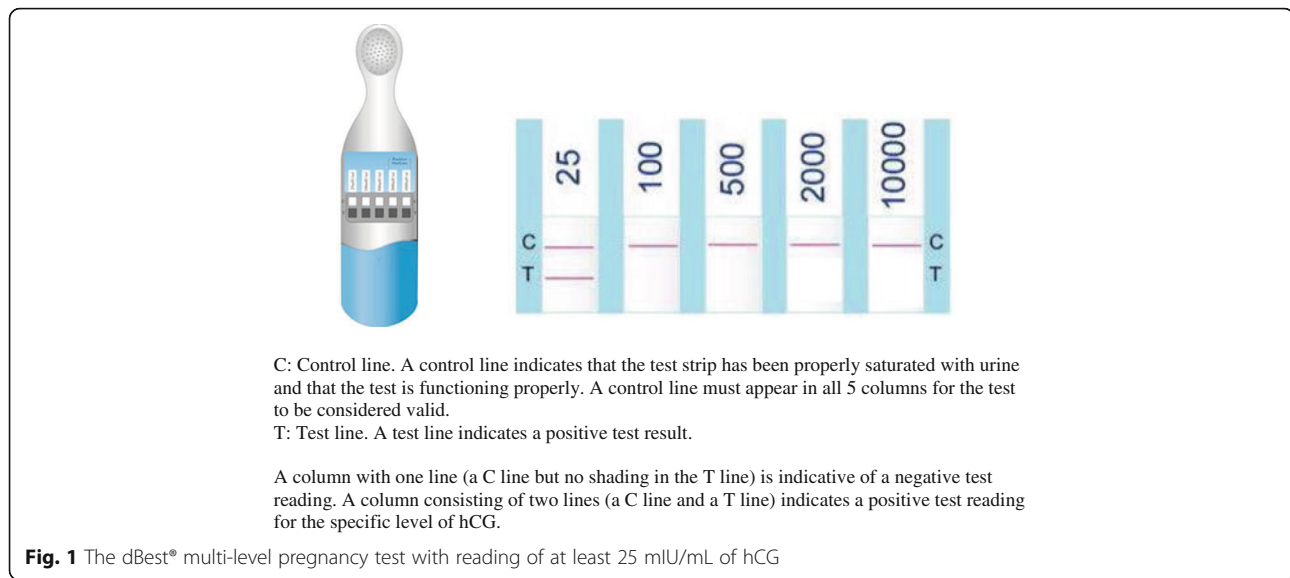 25 100 500 2000 10000
C C
T T
C: Control line. A control line indicates that the test strip has been properly saturated with urine
and that the test is functioning properly. A control line must appear in all 5 columns for the test
to be considered valid.
T: Test line. A test line indicates a positive test result.
A column with one line (a C line but no shading in the T line) is indicative of a negative test
reading. A column consisting of two lines (a C line and a T line) indicates a positive test reading
for the specific level of hCG.
Fig. 1 The dBest® multi-level pregnancy test with reading of at least 25 mIU/mL of hCG